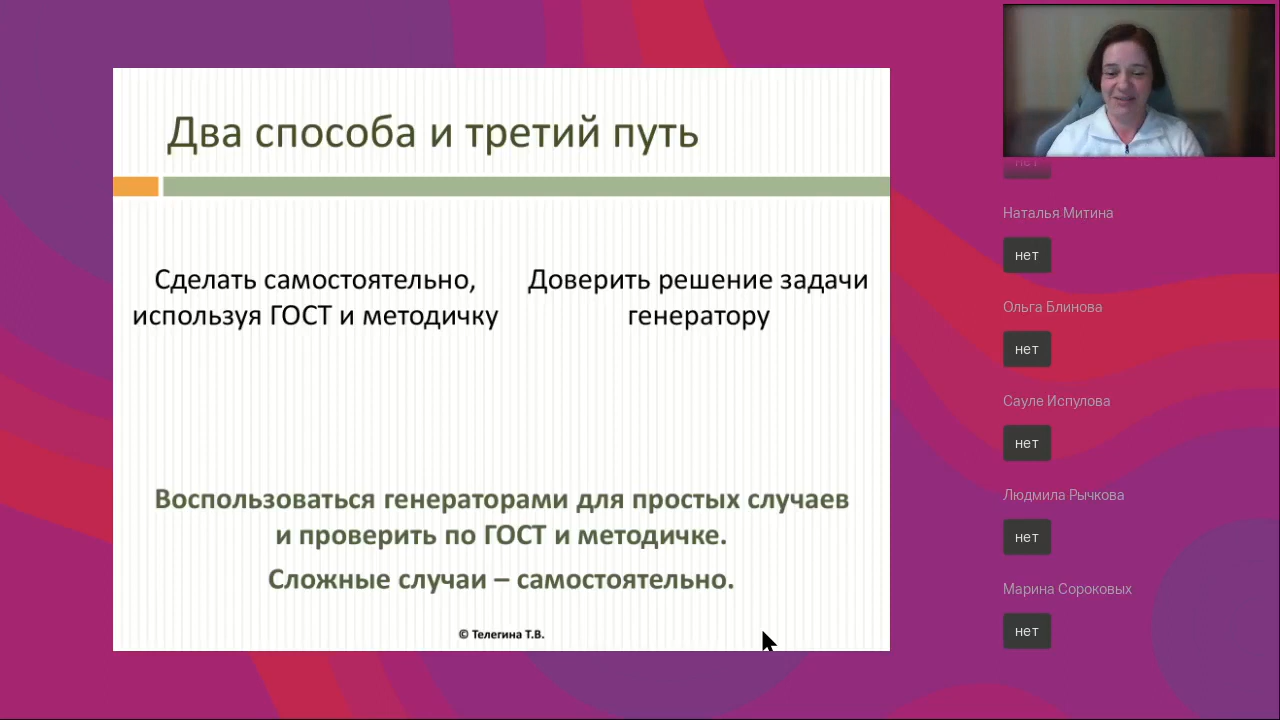 Два способа и третий путь
Сделать самостоятельно,
используя ГОСТ и методичку
Доверить решение задачи
генератору
Воспользоваться генераторами для простых случаев
и проверить по ГОСТ и методичке.
Сложные случаи – самостоятельно.
© Телегина Т.В.
нет
Наталья Митина
нет
Ольга Блинова
нет
Сауле Испулова
нет
Людмила Рычкова
нет
Марина Сороковых
нет